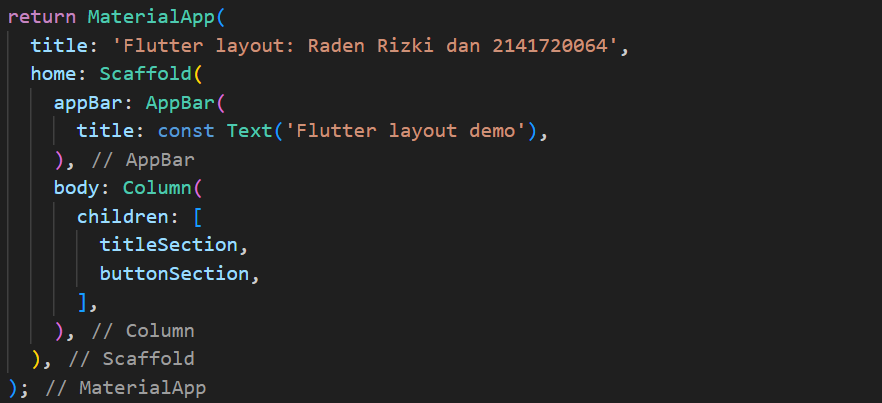 return MaterialApp(
title: 'Flutter layout: Raden Rizki dan 2141720064',
home: Scaffold(
appBar: AppBar(
title: const Text('Flutter layout demo'),
), // AppBar
body: Column(
children: [
titleSection,
buttonSection,
],
), // Column
), // Scaffold
); // MaterialApp